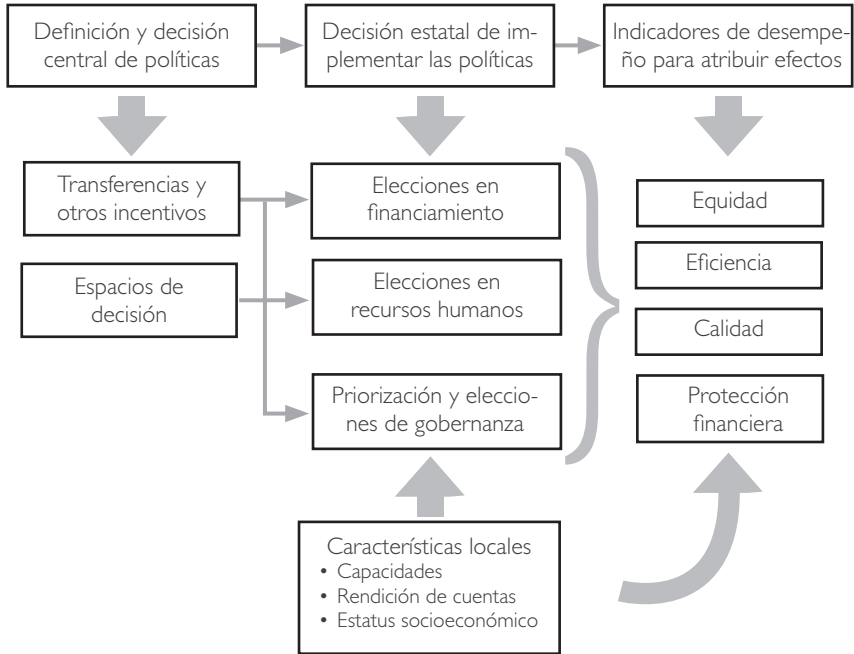 Definición y decisión
central de políticas
Decisión estatal de im-
plementar las políticas
Indicadores de desempe-
ño para atribuir efectos
Transferencias y
otros incentivos
Espacios de
decisión
Elecciones en
financiamiento
Elecciones en
recursos humanos
Priorización y eleccio-
nes de gobernanza
Equidad
Eficiencia
Calidad
Protección
financiera
Características locales
• Capacidades
• Rendición de cuentas
• Estatus socioeconómico